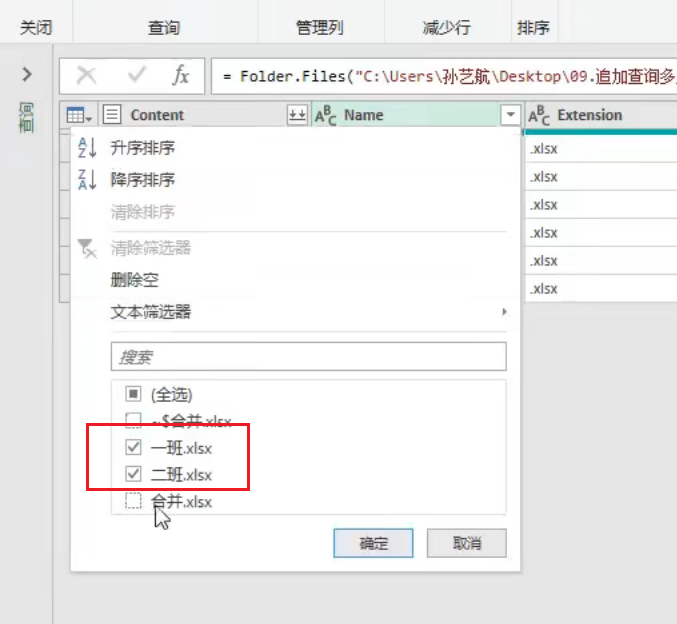 关闭 查询 管理列 减少行 排序
查询
fx = Folder.Files("C:\Users\孙艺航\Desktop\09.追加查询多
Content ABC Name ABC Extension
升序排序
降序排序
清除排序
清除筛选器
删除空
文本筛选器
搜索
(全选)
~$合并.xlsx
一班.xlsx
二班.xlsx
合并.xlsx
确定 取消
.xlsx
.xlsx
.xlsx
.xlsx
.xlsx
.xlsx